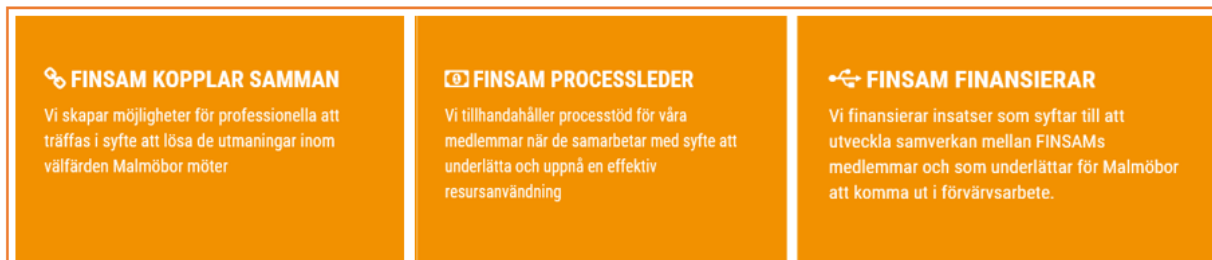 FINSAM KOPPLAR SAMMAN
Vi skapar möjligheter för professionella att
träffas i syfte att lösa de utmaningar inom
välfärden Malmöbor möter
FINSAM PROCESSLEDER
Vi tillhandahåller processtöd för våra
medlemmar när de samarbetar med syfte att
underlätta och uppnå en effektiv
resursanvändning
FINSAM FINANSIERAR
Vi finansierar insatser som syftar till att
utveckla samverkan mellan FINSAMs
medlemmar och som underlättar för Malmöbor
att komma ut i förvärvsarbete.